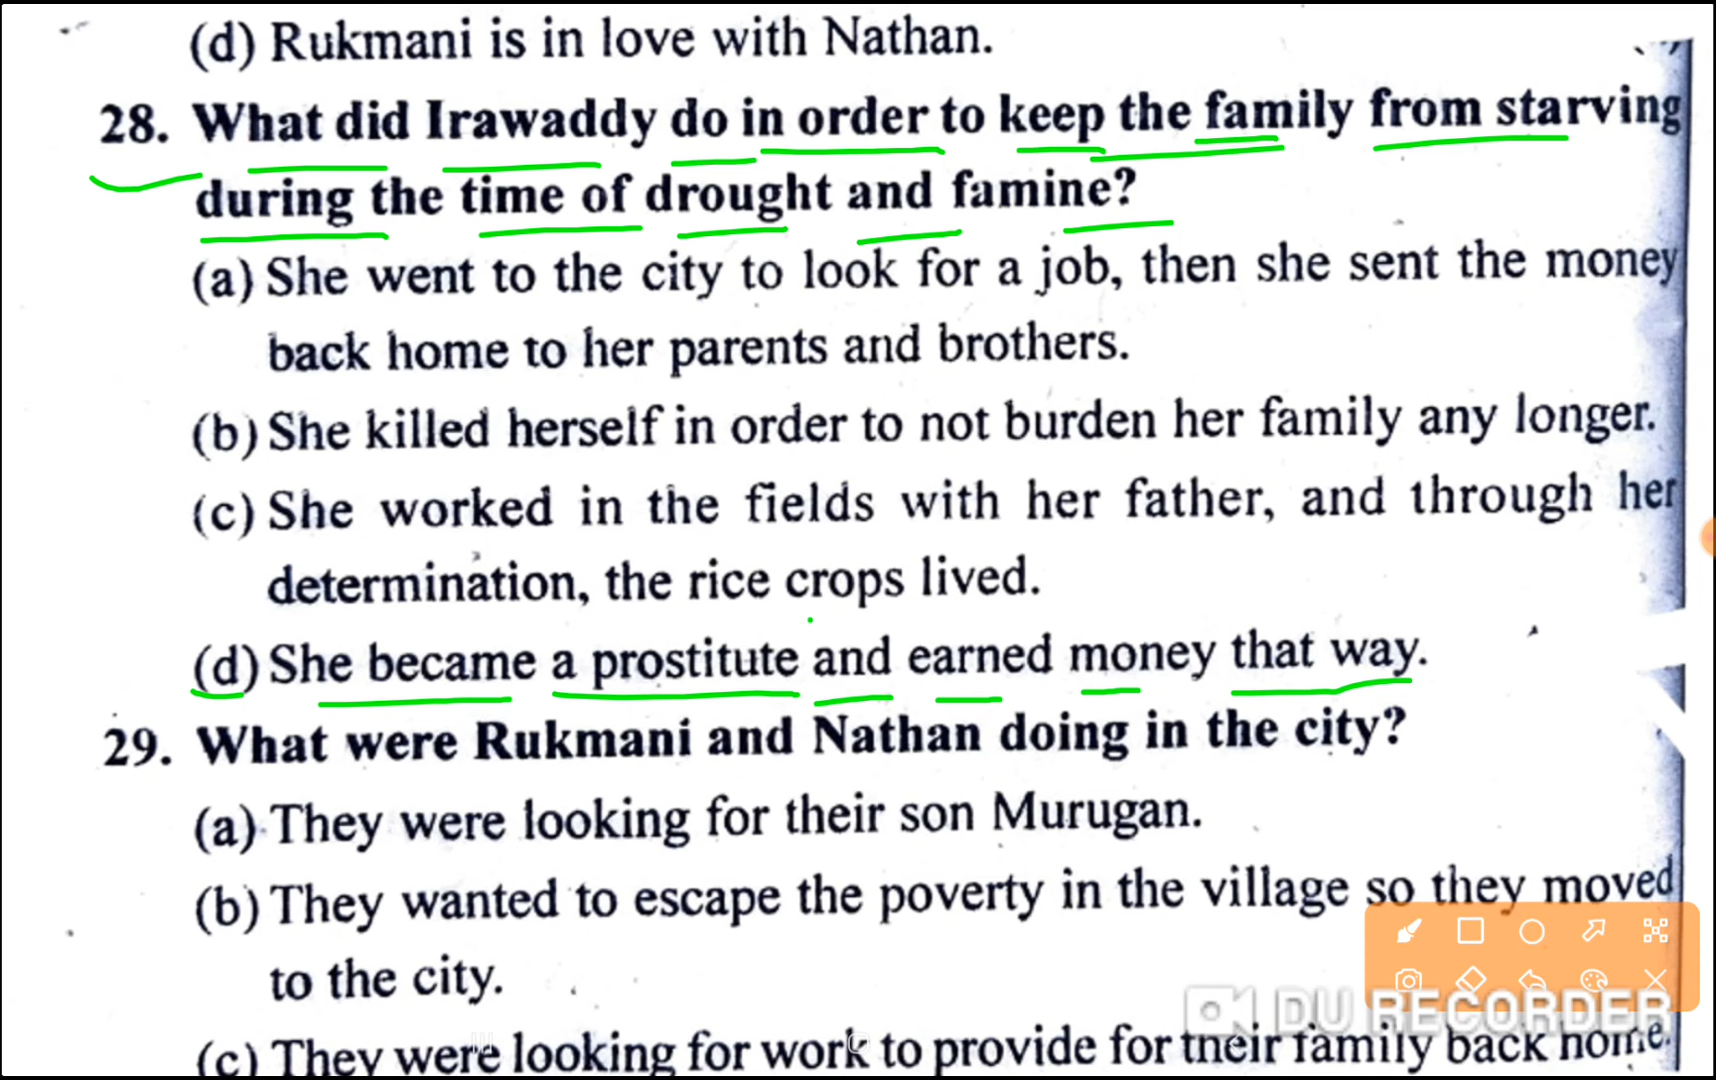 (d) Rukmani is in love with Nathan.
28. What did Irawaddy do in order to keep the family from starving
during the time of drought and famine?
(a) She went to the city to look for a job, then she sent the money
back home to her parents and brothers.
(b) She killed herself in order to not burden her family any longer.
(c) She worked in the fields with her father, and through her
determination, the rice crops lived.
(d) She became a prostitute and earned money that way.
29. What were Rukmani and Nathan doing in the city?
(a) They were looking for their son Murugan.
(b) They wanted to escape the poverty in the village so they moved
to the city.
(c) They were looking for work to provide for their family back home.
DU RECORDER